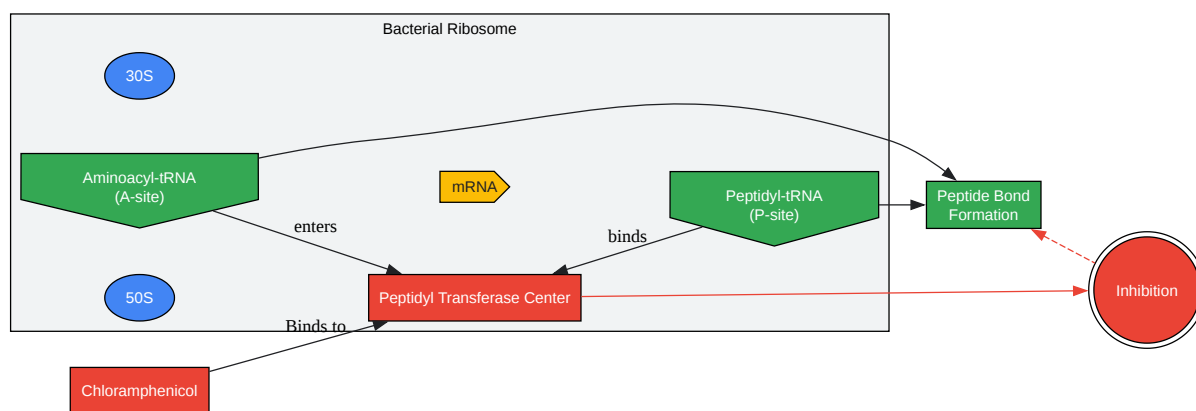 Bacterial Ribosome
30S
Aminoacyl-tRNA
(A-site)
mRNA
Peptidyl-tRNA
(P-site)
Peptide Bond
Formation
enters
binds
50S
Peptidyl Transferase Center
Inhibition
Binds to
Chloramphenicol